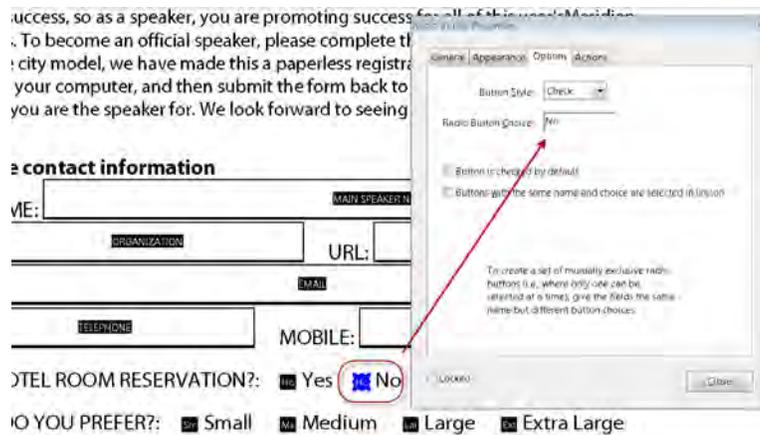 success, so as a speaker, you are promoting success for all of this year's Meridian
s. To become an official speaker, please complete th
e city model, we have made this a paperless registra
your computer, and then submit the form back to
you are the speaker for. We look forward to seeing
e contact information
ME: MAIN SPEAKER N
ORGANIZATION URL:
EMAIL
TELEPHONE MOBILE:
OTEL ROOM RESERVATION?: Yes No
O YOU PREFER?: Small Medium Large Extra Large
General Appearance Options Actions
Button Style: Check
Radio Button Choice: No
Button is checked by default
Buttons with the same name and choice are selected in unison
To create a set of mutually exclusive radio
buttons (i.e., where only one can be
selected at a time), give the fields the same
name but different button choices.
Locked Close